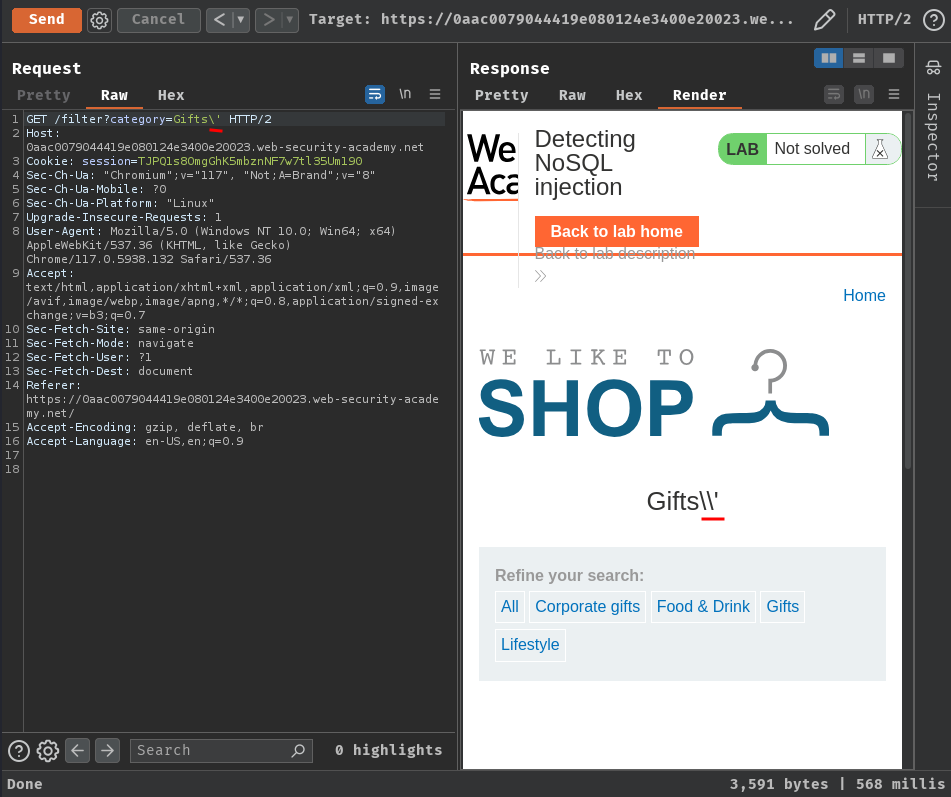 Send
Cancel
<
>
Target: https://0aac0079044419e080124e3400e20023.we...
HTTP/2
?
Request
Pretty
Raw
Hex
\n
1 GET /filter?category=Gifts\' HTTP/2
2 Host:
0aac0079044419e080124e3400e20023.web-security-academy.net
3 Cookie: session=TJPQls8OmgGhK5mbznNF7w7tl35Uml90
4 Sec-Ch-Ua: "Chromium";v="117", "Not;A=Brand";v="8"
5 Sec-Ch-Ua-Mobile: ?0
6 Sec-Ch-Ua-Platform: "Linux"
7 Upgrade-Insecure-Requests: 1
8 User-Agent: Mozilla/5.0 (Windows NT 10.0; Win64; x64)
AppleWebKit/537.36 (KHTML, like Gecko)
Chrome/117.0.5938.132 Safari/537.36
9 Accept:
text/html,application/xhtml+xml,application/xml;q=0.9,image
/avif,image/webp,image/apng,*/*;q=0.8,application/signed-ex
change;v=b3;q=0.7
10 Sec-Fetch-Site: same-origin
11 Sec-Fetch-Mode: navigate
12 Sec-Fetch-User: ?1
13 Sec-Fetch-Dest: document
14 Referer:
https://0aac0079044419e080124e3400e20023.web-security-acade
my.net/
15 Accept-Encoding: gzip, deflate, br
16 Accept-Language: en-US,en;q=0.9
17
18
?
Search
0 highlights
Response
Pretty
Raw
Hex
Render
\n
We
Aca
Detecting
NoSQL
injection
LAB
Not solved
Back to lab home
Back to lab description
Home
WE LIKE TO
SHOP
Gifts\\'
Refine your search:
All
Corporate gifts
Food & Drink
Gifts
Lifestyle
Inspector
Done
3,591 bytes | 568 millis